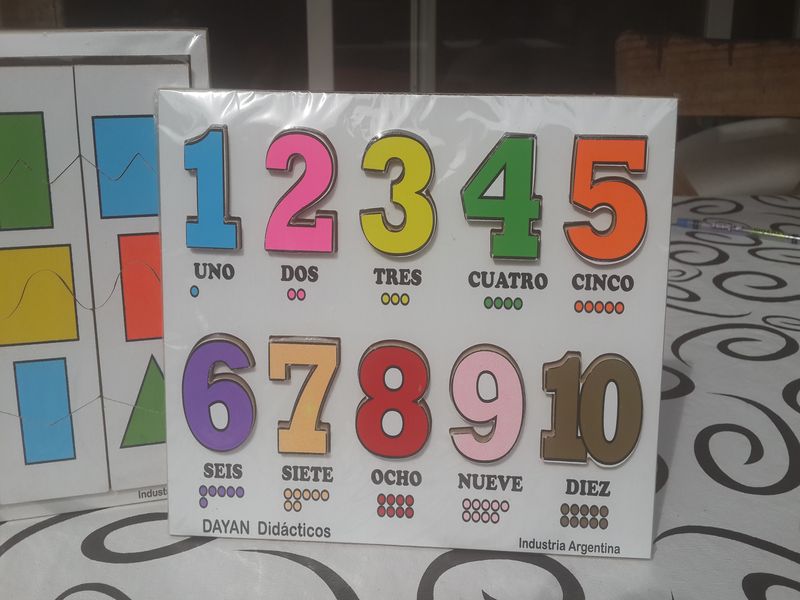 1 2 3 4 5
UNO DOS TRES CUATRO CINCO
6 7 8 9 10
SEIS SIETE OCHO NUEVE DIEZ
DAYAN Didácticos
Industria Argentina
Indust